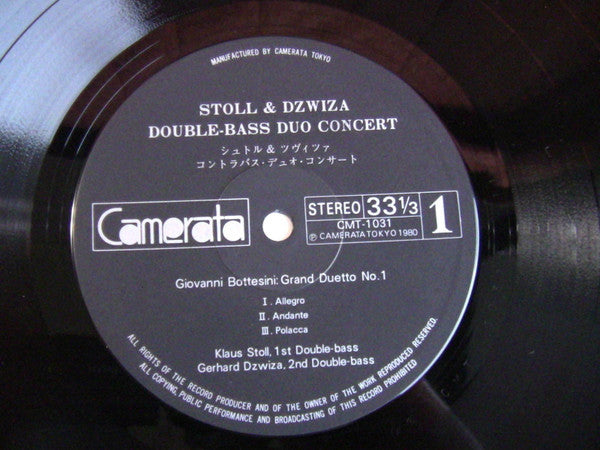 MANUFACTURED BY CAMERATA TOKYO
STOLL & DZWIZA
DOUBLE-BASS DUO CONCERT
シュトル & ツヴィツァ
コントラバス・デュオ・コンサート
Camerata
STEREO 33 1/3 1
CMT-1031
Ⓟ CAMERATA TOKYO 1980
Giovanni Bottesini: Grand Duetto No.1
I. Allegro
II. Andante
III. Polacca
Klaus Stoll, 1st Double-bass
Gerhard Dzwiza, 2nd Double-bass
ALL RIGHTS OF THE RECORD PRODUCER AND OF THE OWNER OF THE WORK REPRODUCED RESERVED.
ALL COPYING, PUBLIC PERFORMANCE AND BROADCASTING OF THIS RECORD PROHIBITED